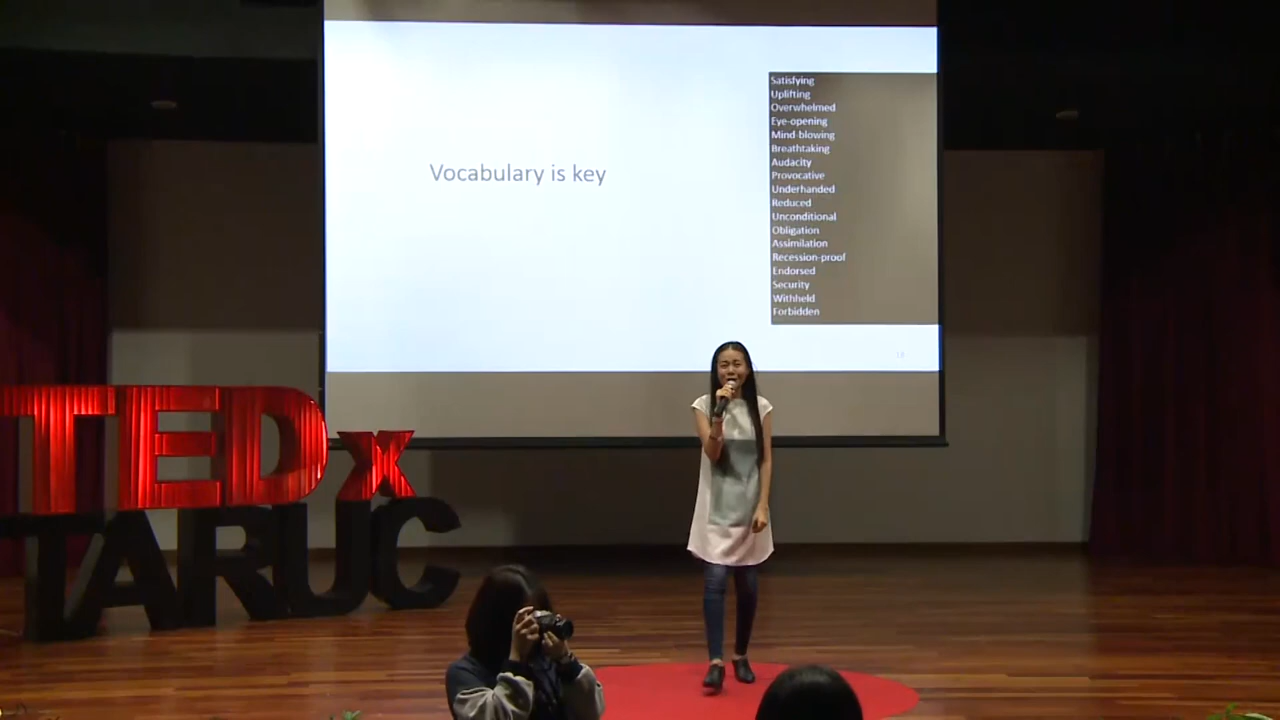 Vocabulary is key
Satisfying
Uplifting
Overwhelmed
Eye-opening
Mind-blowing
Breathtaking
Audacity
Provocative
Underhanded
Reduced
Unconditional
Obligation
Assimilation
Recession-proof
Endorsed
Security
Withheld
Forbidden
TEDx
TARUC